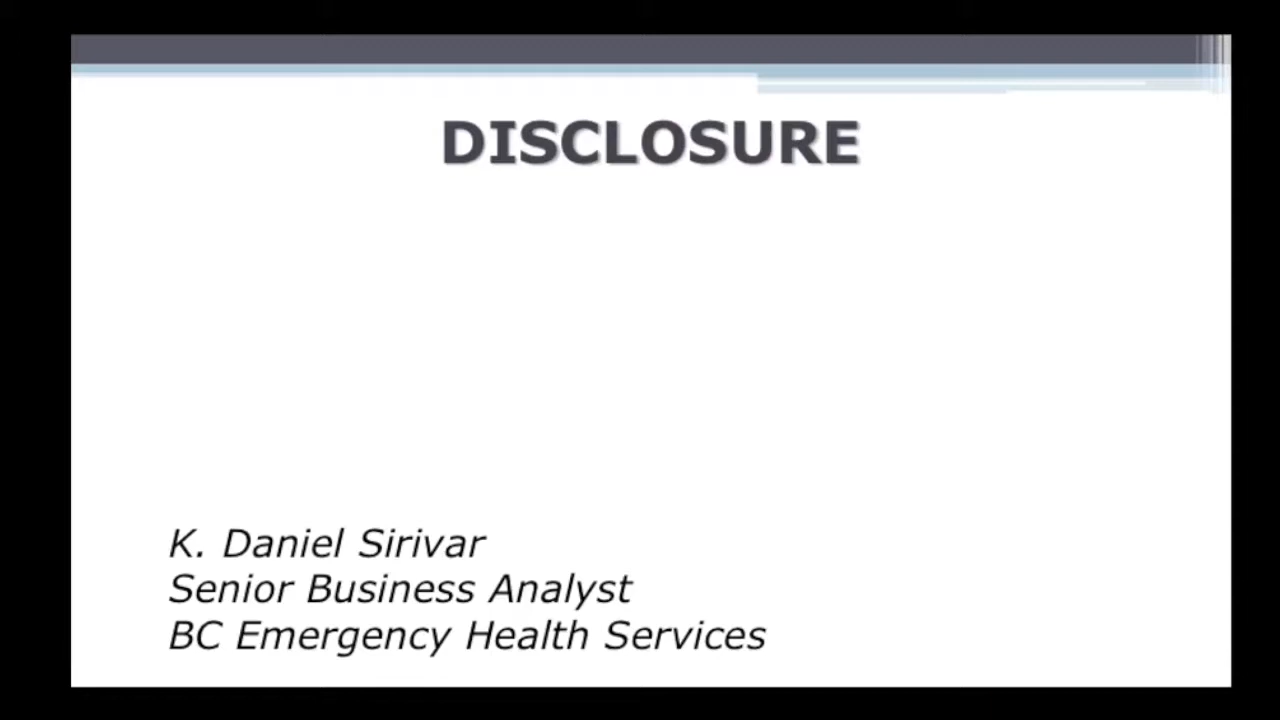 DISCLOSURE
K. Daniel Sirivar
Senior Business Analyst
BC Emergency Health Services